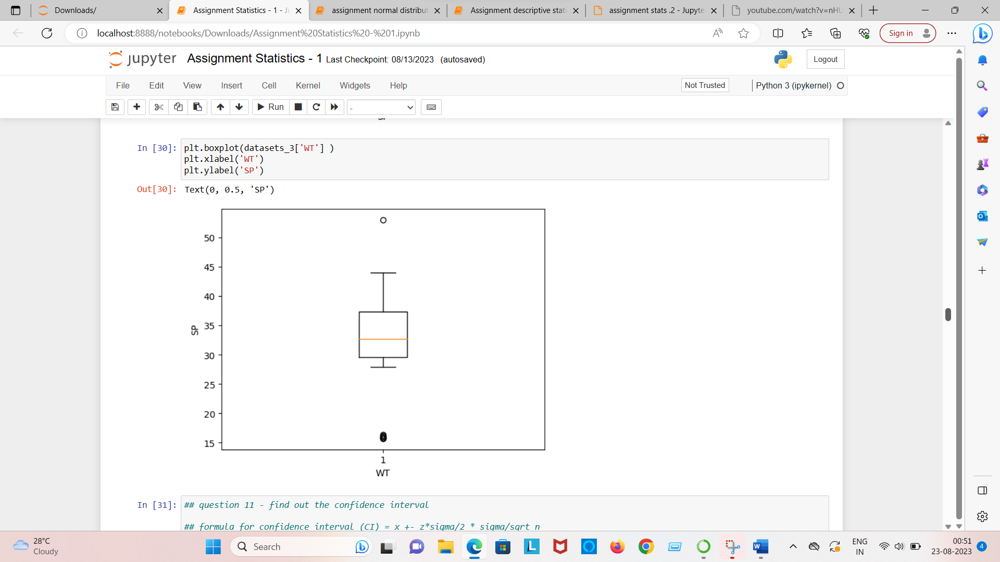 Downloads/
Assignment Statistics - 1 - Ju
assignment normal distribut
Assignment descriptive stati
assignment stats .2 - Jupyte
youtube.com/watch?v=nHU
localhost:8888/notebooks/Downloads/Assignment%20Statistics%20-%201.ipynb
Sign in
jupyter
Assignment Statistics - 1 Last Checkpoint: 08/13/2023 (autosaved)
Logout
File Edit View Insert Cell Kernel Widgets Help
Not Trusted
Python 3 (ipykernel)
Run
-
In [30]: plt.boxplot(datasets_3['WT'] )
plt.xlabel('WT')
plt.ylabel('SP')
Out[30]: Text(0, 0.5, 'SP')
50
45
40
35
30
25
20
15
SP
1
WT
In [31]: ## question 11 - find out the confidence interval
## formula for confidence interval (CI) = x +- z*sigma/2 * sigma/sqrt n
28°C
Cloudy
Search
ENG
IN
00:51
23-08-2023
4